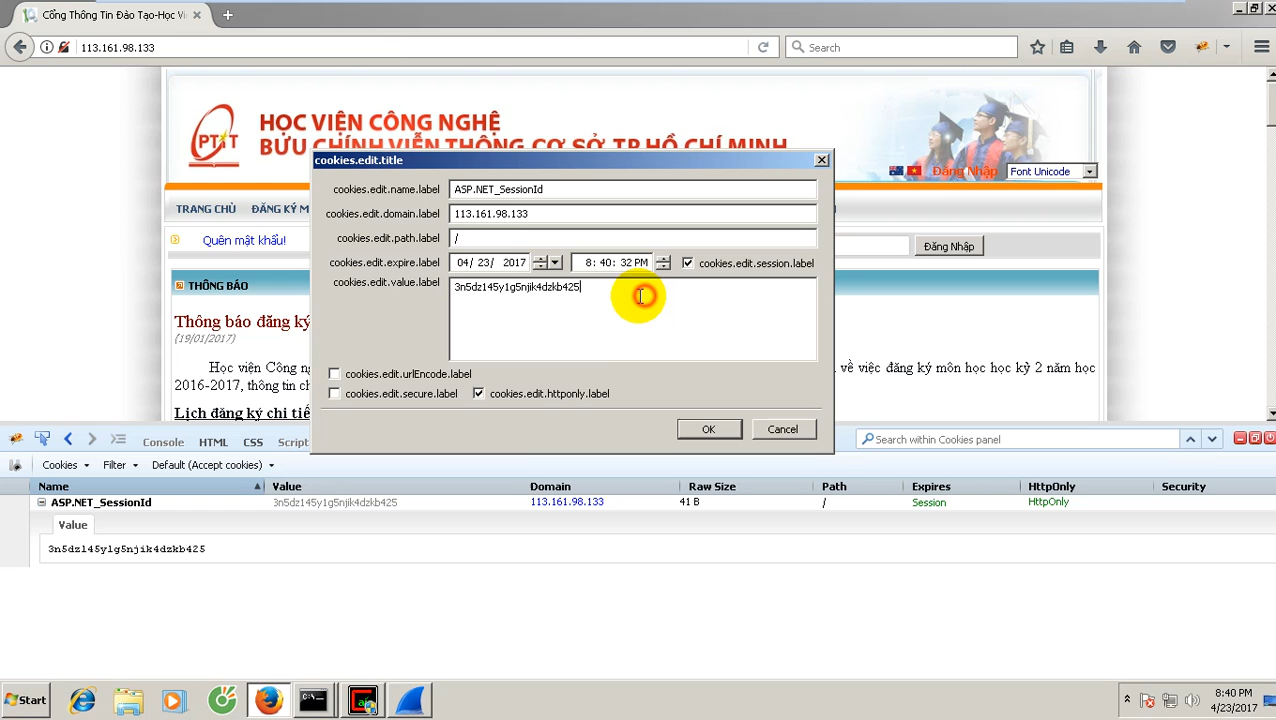 Cổng Thông Tin Đào Tạo-Học Vi
113.161.98.133
Search
PTIT
HỌC VIỆN CÔNG NGHỆ
BƯU CHÍNH VIỄN THÔNG CƠ SỞ TP HỒ CHÍ MINH
Đăng Nhập
Font Unicode
TRANG CHỦ
ĐĂNG KÝ M
Quên mật khẩu!
Đăng Nhập
THÔNG BÁO
Thông báo đăng ký
(19/01/2017)
Học viện Công n
về việc đăng ký môn học học kỳ 2 năm học
2016-2017, thông tin ch
Lịch đăng ký chi tiế
cookies.edit.title
cookies.edit.name.label
ASP.NET_SessionId
cookies.edit.domain.label
113.161.98.133
cookies.edit.path.label
/
cookies.edit.expire.label
04/ 23/ 2017
8: 40: 32 PM
cookies.edit.session.label
cookies.edit.value.label
3n5dz145y1g5njik4dzkb425
cookies.edit.urlEncode.label
cookies.edit.secure.label
cookies.edit.httponly.label
OK
Cancel
Console
HTML
CSS
Script
Search within Cookies panel
Cookies
Filter
Default (Accept cookies)
Name
Value
Domain
Raw Size
Path
Expires
HttpOnly
Security
ASP.NET_SessionId
3n5dz145y1g5njik4dzkb425
113.161.98.133
41 B
/
Session
HttpOnly
Value
3n5dz145y1g5njik4dzkb425
Start
8:40 PM
4/23/2017